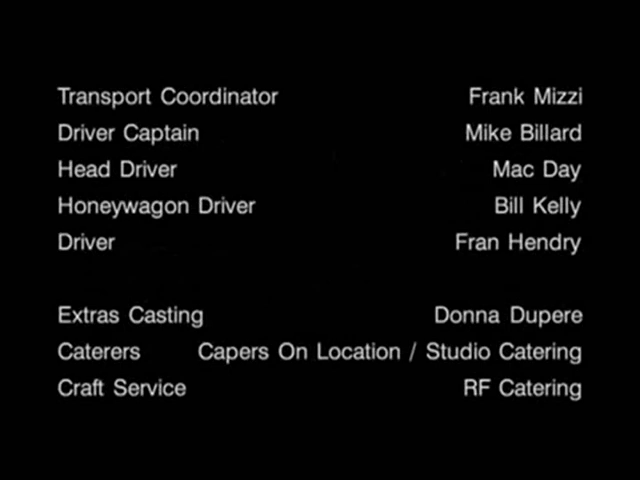 Transport Coordinator Frank Mizzi
Driver Captain Mike Billard
Head Driver Mac Day
Honeywagon Driver Bill Kelly
Driver Fran Hendry
Extras Casting Donna Dupere
Caterers Capers On Location / Studio Catering
Craft Service RF Catering